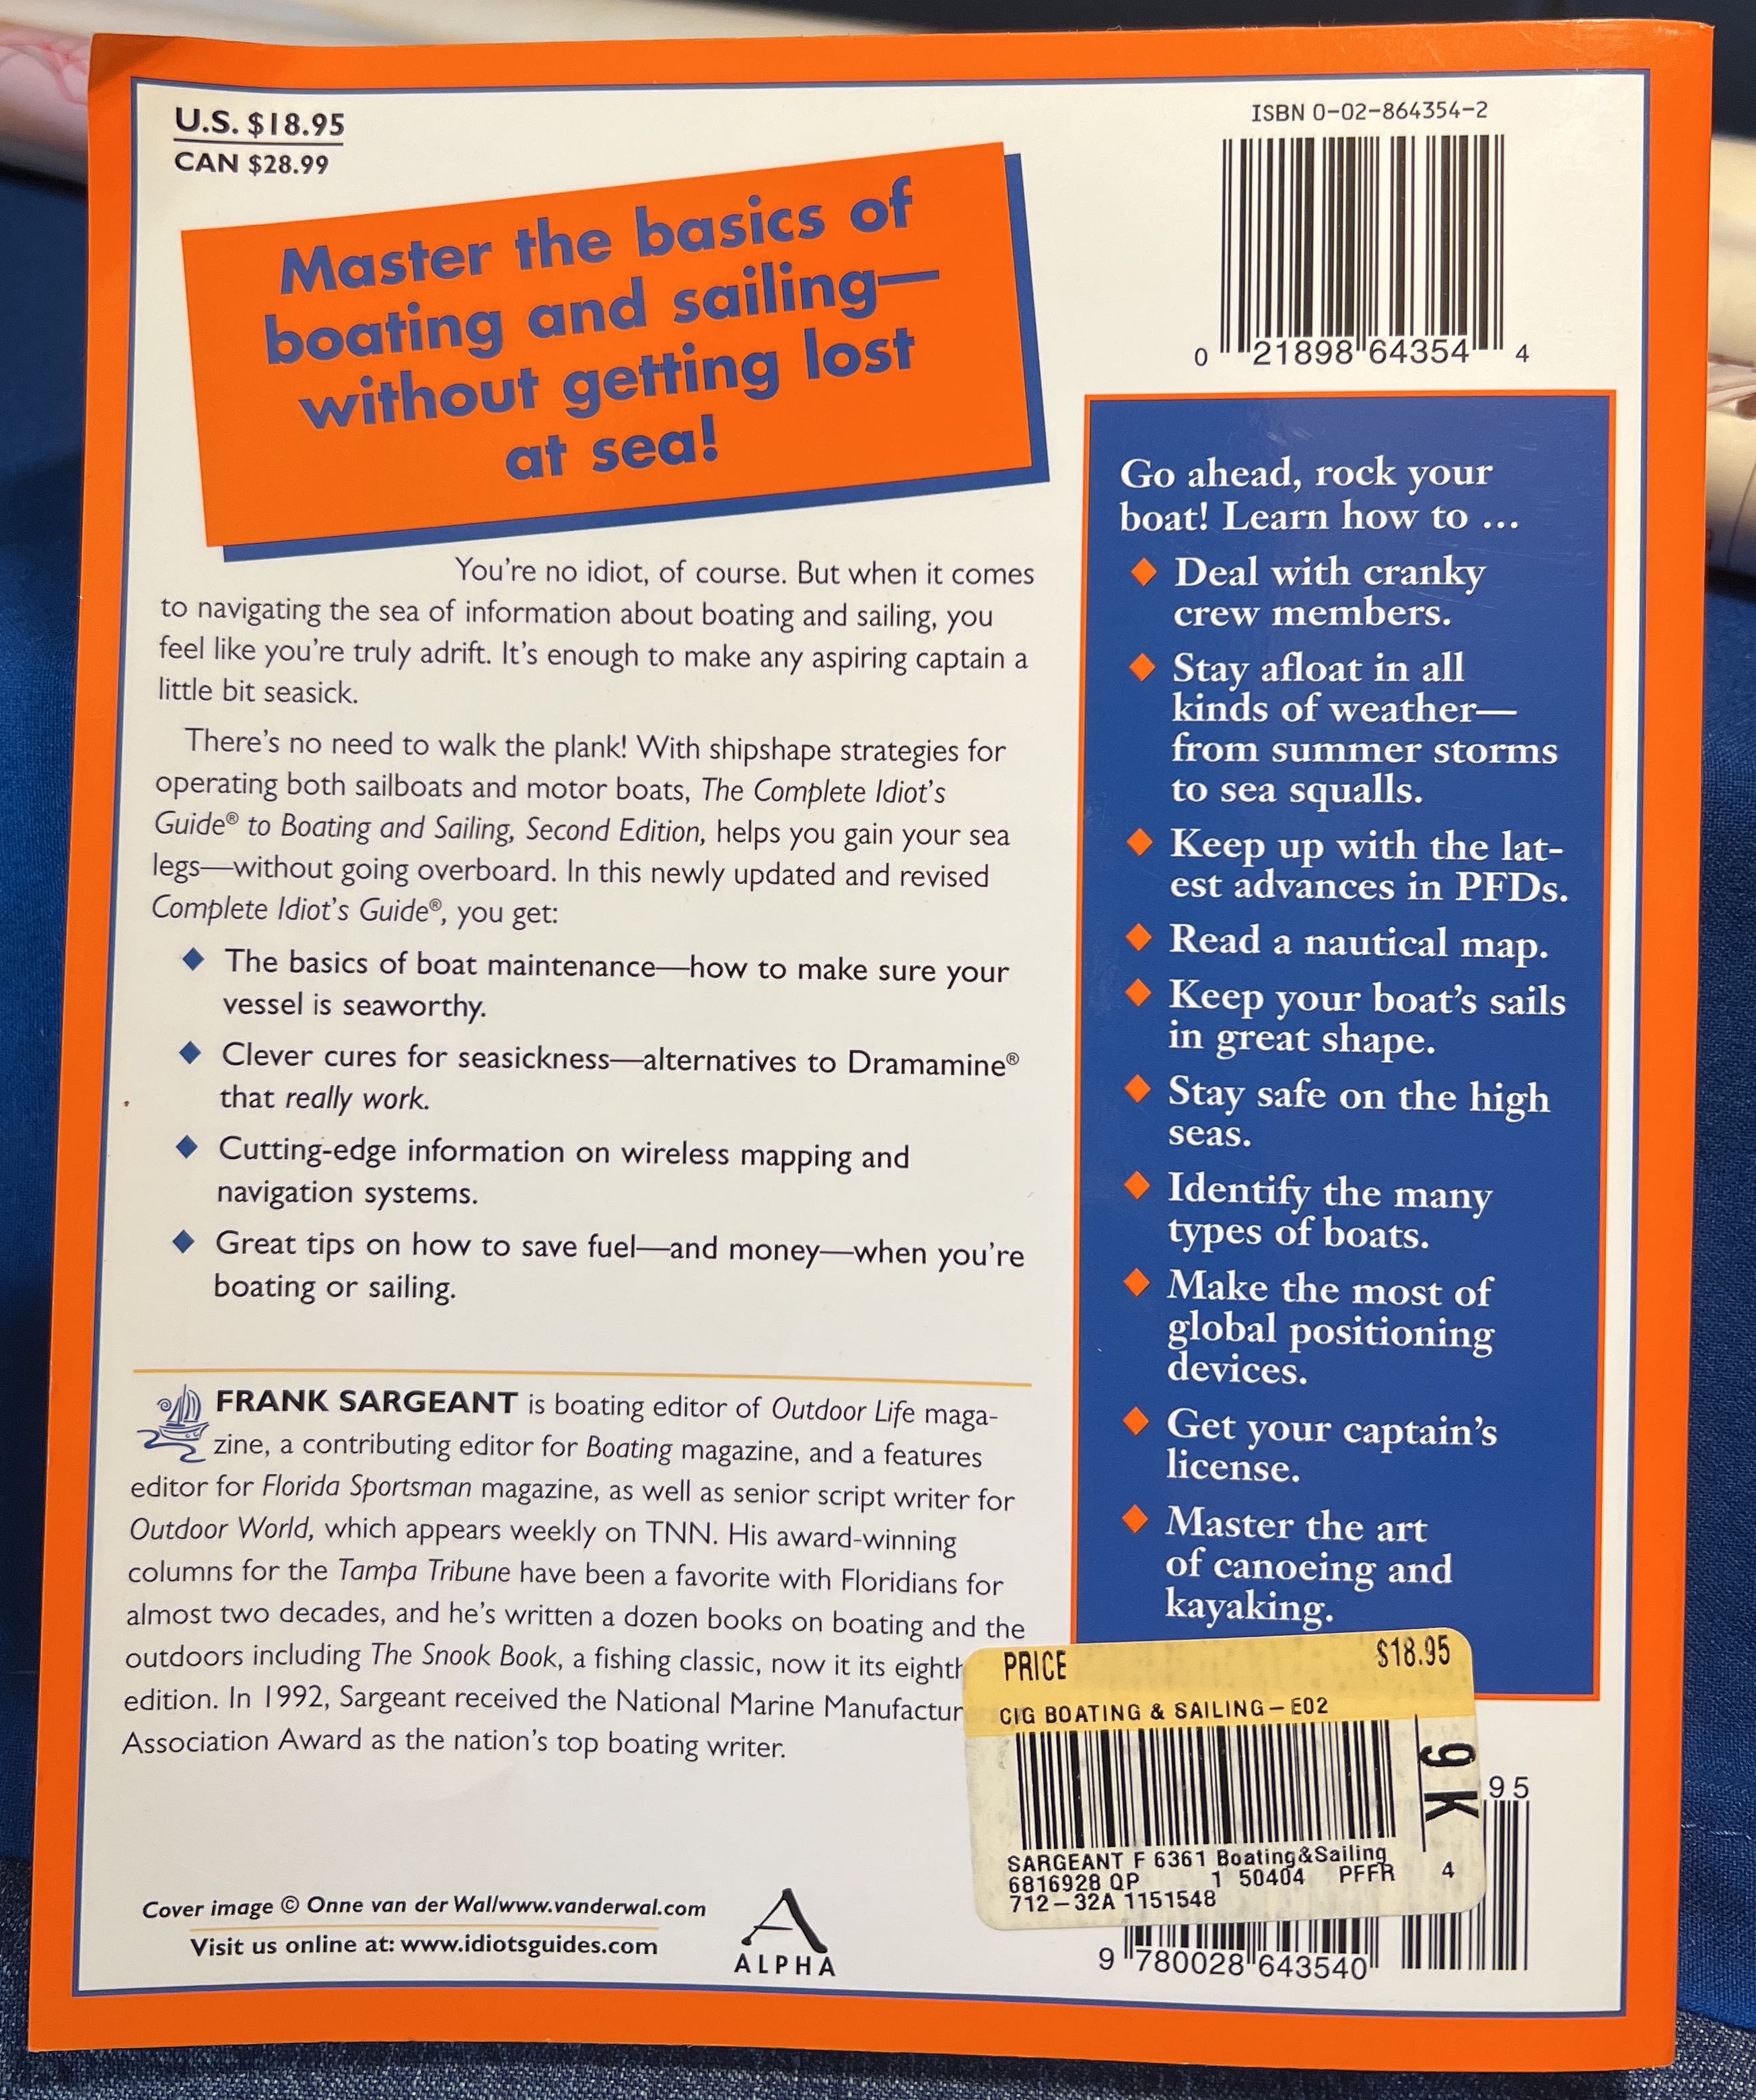 U.S. $18.95
CAN $28.99
ISBN 0-02-864354-2
0 21898 64354 4
Master the basics of
boating and sailing—
without getting lost
at sea!
You're no idiot, of course. But when it comes
to navigating the sea of information about boating and sailing, you
feel like you're truly adrift. It's enough to make any aspiring captain a
little bit seasick.
There's no need to walk the plank! With shipshape strategies for
operating both sailboats and motor boats, The Complete Idiot's
Guide® to Boating and Sailing, Second Edition, helps you gain your sea
legs—without going overboard. In this newly updated and revised
Complete Idiot's Guide®, you get:
◆ The basics of boat maintenance—how to make sure your
vessel is seaworthy.
◆ Clever cures for seasickness—alternatives to Dramamine®
that really work.
◆ Cutting-edge information on wireless mapping and
navigation systems.
◆ Great tips on how to save fuel—and money—when you're
boating or sailing.
FRANK SARGEANT is boating editor of Outdoor Life maga-
zine, a contributing editor for Boating magazine, and a features
editor for Florida Sportsman magazine, as well as senior script writer for
Outdoor World, which appears weekly on TNN. His award-winning
columns for the Tampa Tribune have been a favorite with Floridians for
almost two decades, and he's written a dozen books on boating and the
outdoors including The Snook Book, a fishing classic, now it its eighth
edition. In 1992, Sargeant received the National Marine Manufactur
Association Award as the nation's top boating writer.
Go ahead, rock your
boat! Learn how to ...
◆ Deal with cranky
crew members.
◆ Stay afloat in all
kinds of weather—
from summer storms
to sea squalls.
◆ Keep up with the lat-
est advances in PFDs.
◆ Read a nautical map.
◆ Keep your boat's sails
in great shape.
◆ Stay safe on the high
seas.
◆ Identify the many
types of boats.
◆ Make the most of
global positioning
devices.
◆ Get your captain's
license.
◆ Master the art
of canoeing and
kayaking.
PRICE $18.95
CIG BOATING & SAILING – E02
9 K
SARGEANT F 6361 Boating&Sailing
6816928 QP 1 50404 PFFR 4
712–32A 1151548
95
9 780028 643540
Cover image © Onne van der Wal/www.vanderwal.com
Visit us online at: www.idiotsguides.com
ALPHA